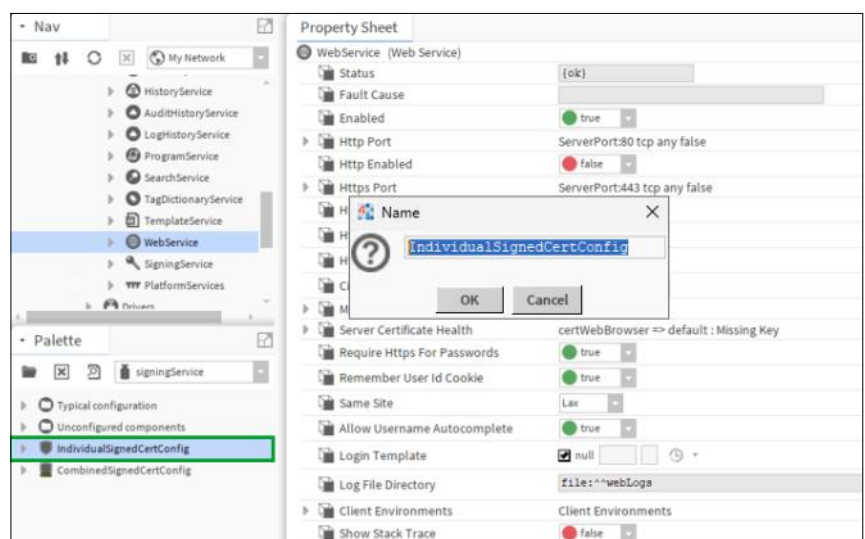 Nav
My Network
HistoryService
AuditHistoryService
LogHistoryService
ProgramService
SearchService
TagDictionaryService
TemplateService
WebService
SigningService
PlatformServices
Drivers
Palette
signingService
Typical configuration
Unconfigured components
IndividualSignedCertConfig
CombinedSignedCertConfig
Property Sheet
WebService (Web Service)
Status {ok}
Fault Cause
Enabled true
Http Port ServerPort:80 tcp any false
Http Enabled false
Https Port ServerPort:443 tcp any false
H
H
H
Cl
M
Name
IndividualSignedCertConfig
OK Cancel
Server Certificate Health certWebBrowser => default : Missing Key
Require Https For Passwords true
Remember User Id Cookie true
Same Site Lax
Allow Username Autocomplete true
Login Template null
Log File Directory file:^^webLogs
Client Environments Client Environments
Show Stack Trace false